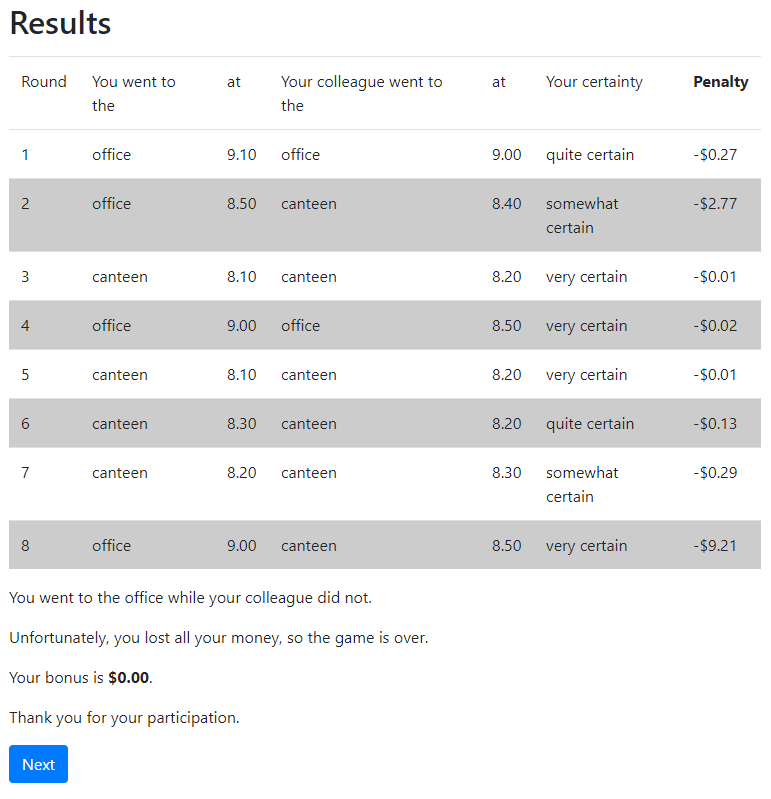 Results
Round You went to the at Your colleague went to the at Your certainty Penalty
1 office 9.10 office 9.00 quite certain -$0.27
2 office 8.50 canteen 8.40 somewhat certain -$2.77
3 canteen 8.10 canteen 8.20 very certain -$0.01
4 office 9.00 office 8.50 very certain -$0.02
5 canteen 8.10 canteen 8.20 very certain -$0.01
6 canteen 8.30 canteen 8.20 quite certain -$0.13
7 canteen 8.20 canteen 8.30 somewhat certain -$0.29
8 office 9.00 canteen 8.50 very certain -$9.21
You went to the office while your colleague did not.
Unfortunately, you lost all your money, so the game is over.
Your bonus is $0.00.
Thank you for your participation.
Next